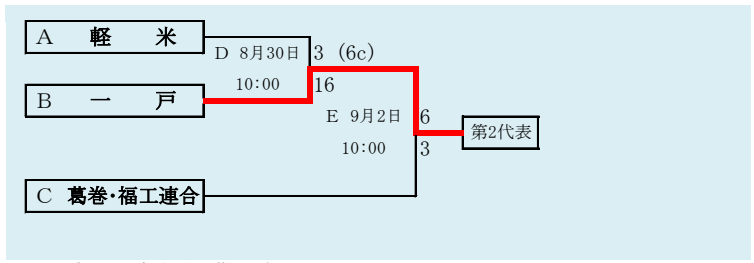 A 軽 米
D 8月30日 3 (6c)
10:00 16
B 一 戸
E 9月2日 6
第2代表
10:00 3
C 葛巻・福工連合